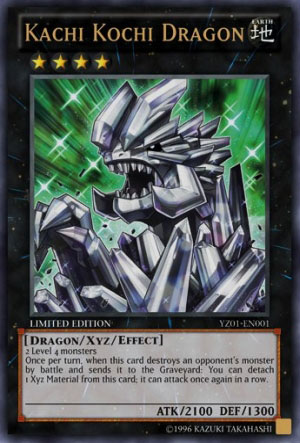 KACHI KOCHI DRAGON
EARTH
地
LIMITED EDITION
YZ01-EN001
[DRAGON/XYZ/EFFECT]
2 Level 4 monsters
Once per turn, when this card destroys an opponent's monster
by battle and sends it to the Graveyard: You can detach
1 Xyz Material from this card; it can attack once again in a row.
ATK/2100 DEF/1300
©1996 KAZUKI TAKAHASHI